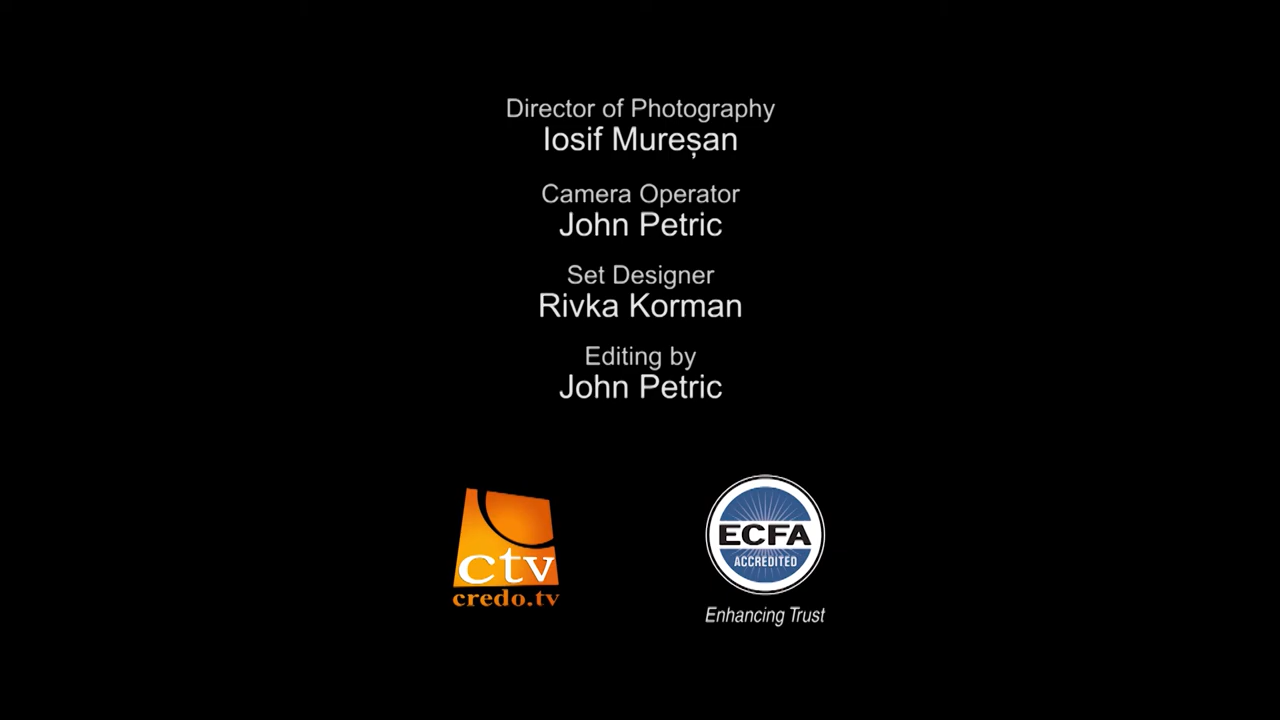 Director of Photography
Iosif Mureșan
Camera Operator
John Petric
Set Designer
Rivka Korman
Editing by
John Petric
ctv
credo.tv
ECFA
ACCREDITED
Enhancing Trust